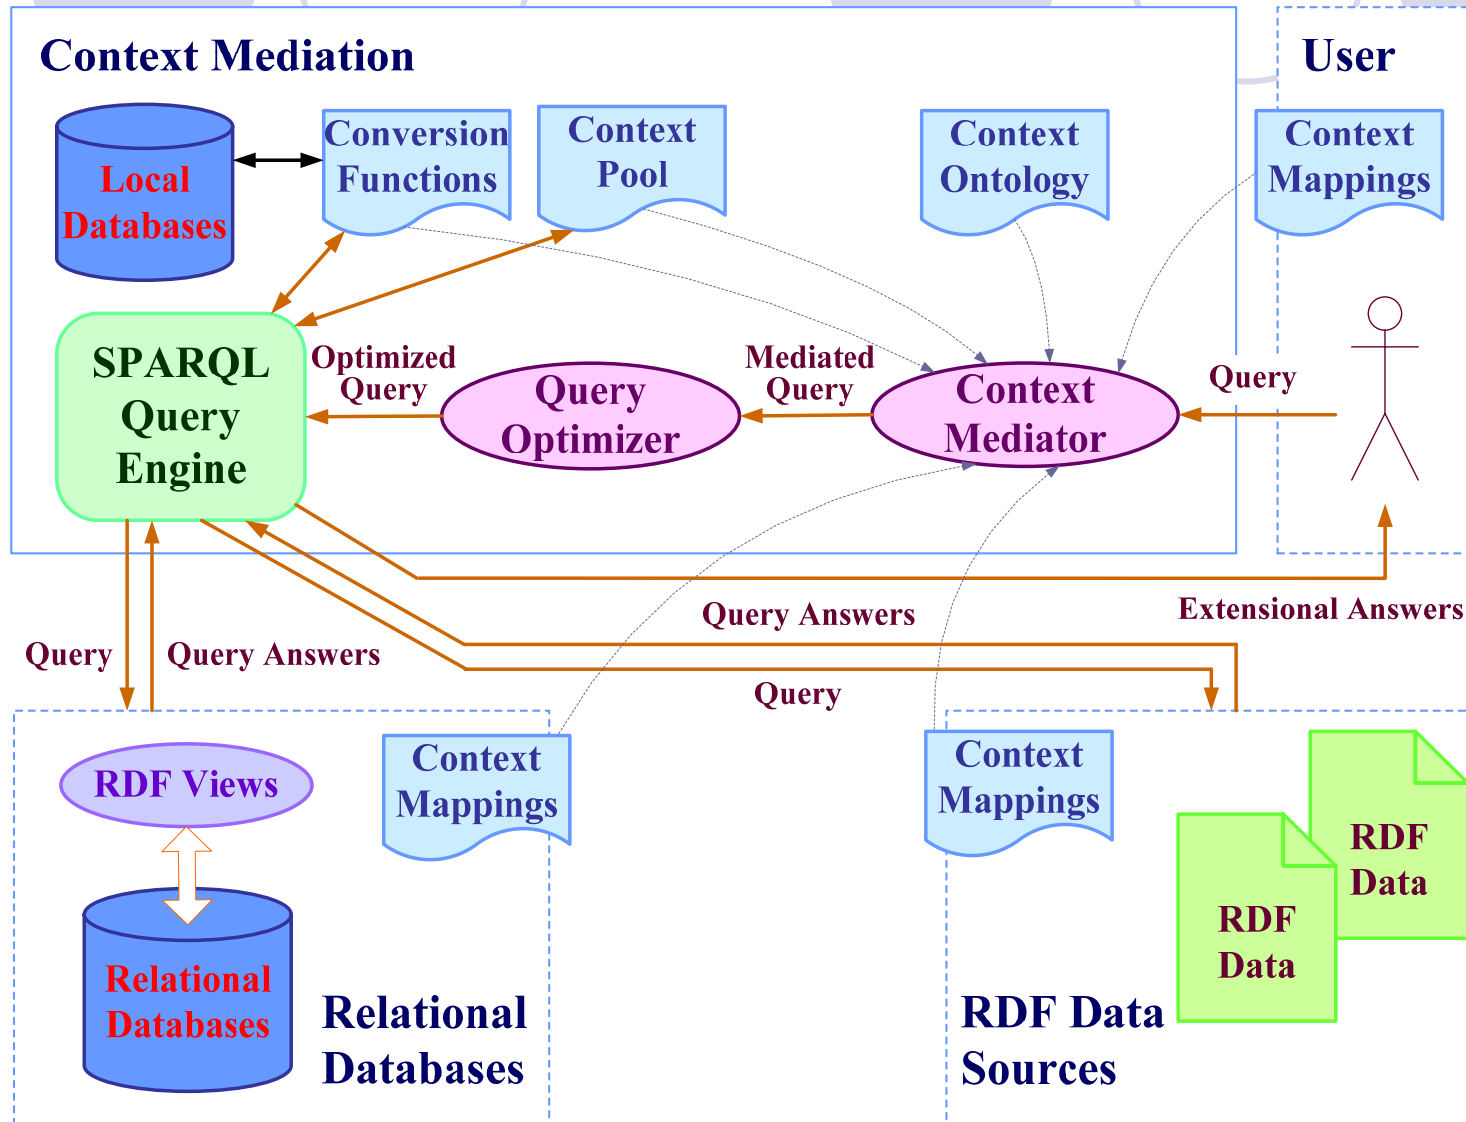 Context Mediation
User
Local
Databases
Conversion
Functions
Context
Pool
Context
Ontology
Context
Mappings
SPARQL
Query
Engine
Optimized
Query
Query
Optimizer
Mediated
Query
Context
Mediator
Query
Extensional Answers
Query Answers
Query
Query Answers
Query
RDF Views
Context
Mappings
Relational
Databases
Relational
Databases
Context
Mappings
RDF
Data
RDF
Data
RDF Data
Sources